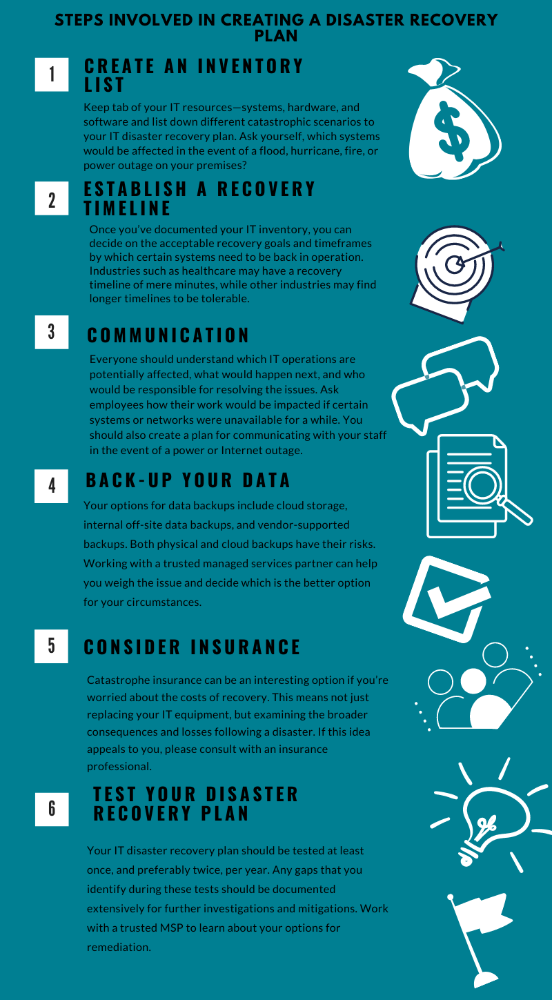 STEPS INVOLVED IN CREATING A DISASTER RECOVERY
PLAN
1
CREATE AN INVENTORY
LIST
Keep tab of your IT resources—systems, hardware, and
software and list down different catastrophic scenarios to
your IT disaster recovery plan. Ask yourself, which systems
would be affected in the event of a flood, hurricane, fire, or
power outage on your premises?
$
2
ESTABLISH A RECOVERY
TIMELINE
Once you've documented your IT inventory, you can
decide on the acceptable recovery goals and timeframes
by which certain systems need to be back in operation.
Industries such as healthcare may have a recovery
timeline of mere minutes, while other industries may find
longer timelines to be tolerable.
3
COMMUNICATION
Everyone should understand which IT operations are
potentially affected, what would happen next, and who
would be responsible for resolving the issues. Ask
employees how their work would be impacted if certain
systems or networks were unavailable for a while. You
should also create a plan for communicating with your staff
in the event of a power or Internet outage.
4
BACK-UP YOUR DATA
Your options for data backups include cloud storage,
internal off-site data backups, and vendor-supported
backups. Both physical and cloud backups have their risks.
Working with a trusted managed services partner can help
you weigh the issue and decide which is the better option
for your circumstances.
5
CONSIDER INSURANCE
Catastrophe insurance can be an interesting option if you're
worried about the costs of recovery. This means not just
replacing your IT equipment, but examining the broader
consequences and losses following a disaster. If this idea
appeals to you, please consult with an insurance
professional.
6
TEST YOUR DISASTER
RECOVERY PLAN
Your IT disaster recovery plan should be tested at least
once, and preferably twice, per year. Any gaps that you
identify during these tests should be documented
extensively for further investigations and mitigations. Work
with a trusted MSP to learn about your options for
remediation.